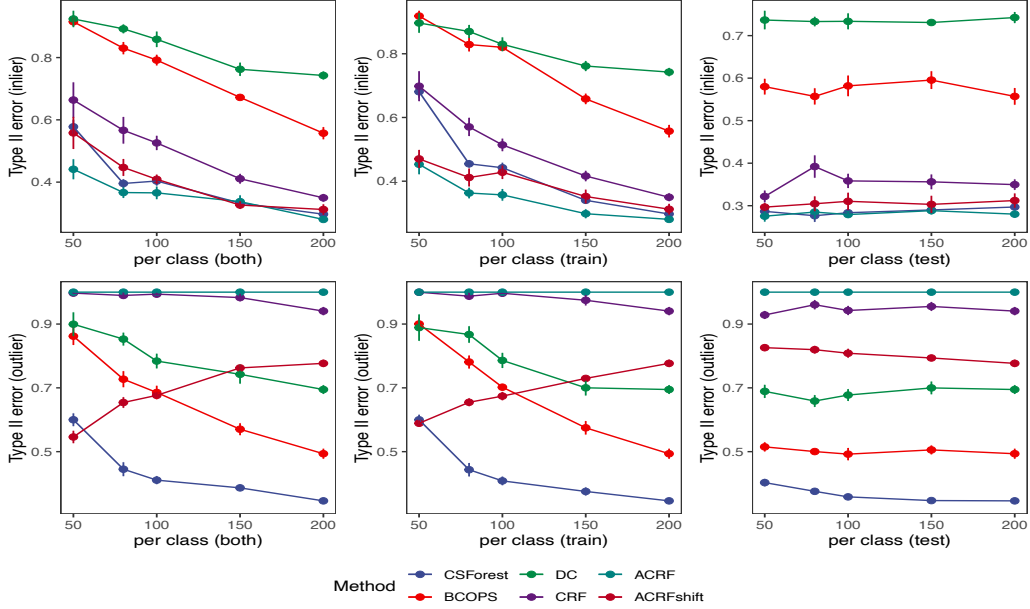 Type II error (inlier)
0.8
0.6
0.4
50
100
150
200
per class (both)
Type II error (inlier)
0.8
0.6
0.4
50
100
150
200
per class (train)
Type II error (inlier)
0.7
0.6
0.5
0.4
0.3
50
100
150
200
per class (test)
Type II error (outlier)
0.9
0.7
0.5
50
100
150
200
per class (both)
Type II error (outlier)
0.9
0.7
0.5
50
100
150
200
per class (train)
Type II error (outlier)
0.9
0.7
0.5
50
100
150
200
per class (test)
Method
CSForest
DC
ACRF
BCOPS
CRF
ACRFshift